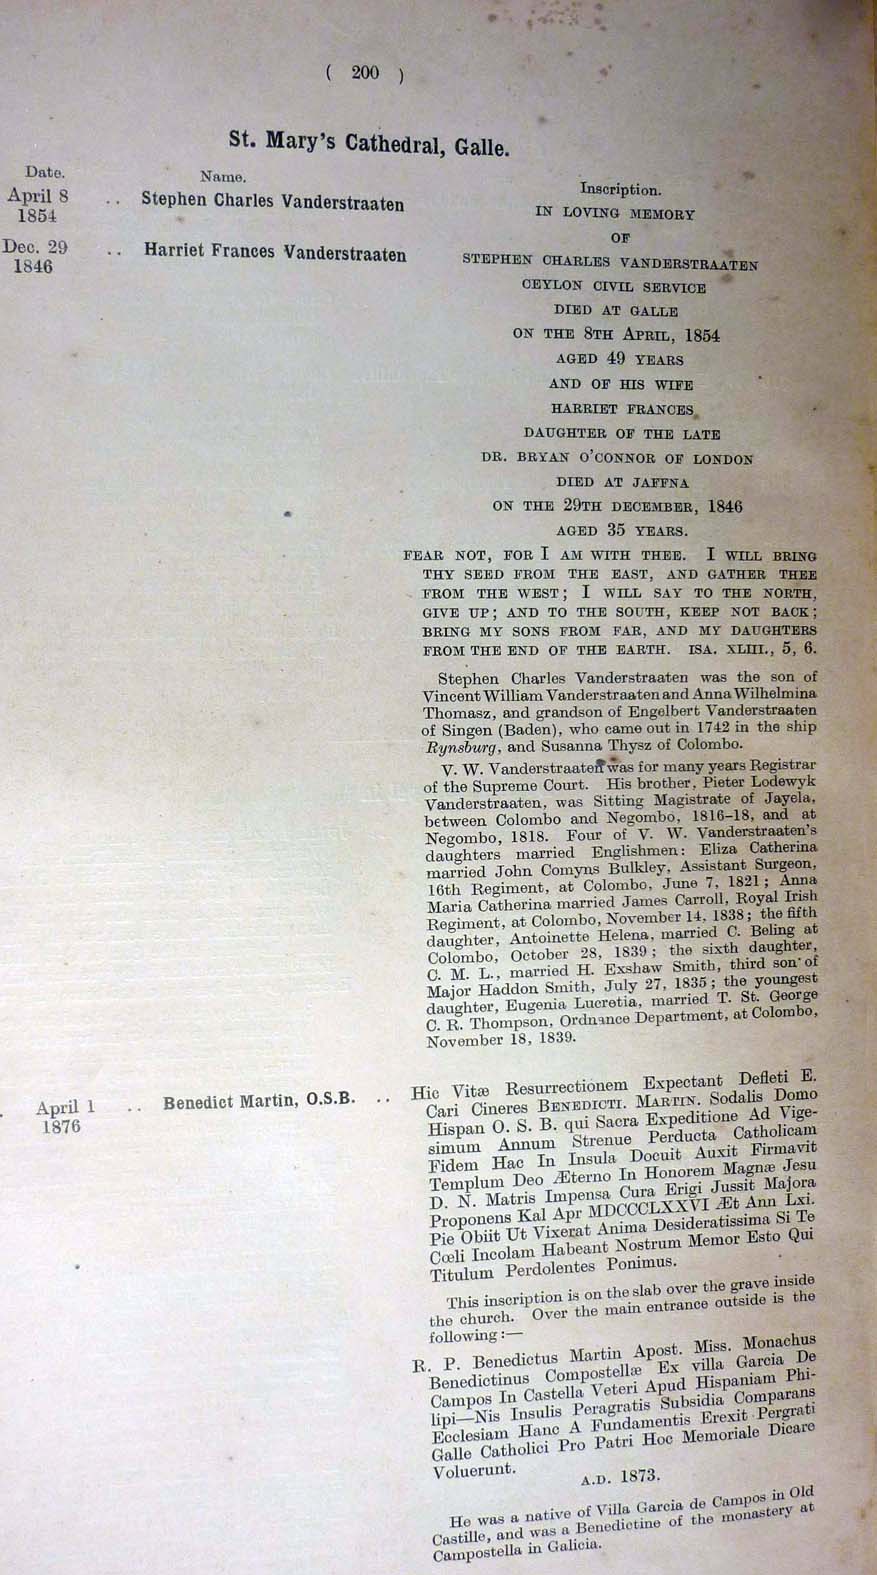 ( 200 )
St. Mary's Cathedral, Galle.
Date. Name. Inscription.
April 8 .. Stephen Charles Vanderstraaten
1854
Dec. 29 .. Harriet Frances Vanderstraaten
1846
IN LOVING MEMORY
OF
STEPHEN CHARLES VANDERSTRAATEN
CEYLON CIVIL SERVICE
DIED AT GALLE
ON THE 8TH APRIL, 1854
AGED 49 YEARS
AND OF HIS WIFE
HARRIET FRANCES
DAUGHTER OF THE LATE
DR. BRYAN O'CONNOR OF LONDON
DIED AT JAFFNA
ON THE 29TH DECEMBER, 1846
AGED 35 YEARS.
FEAR NOT, FOR I AM WITH THEE. I WILL BRING
THY SEED FROM THE EAST, AND GATHER THEE
FROM THE WEST; I WILL SAY TO THE NORTH,
GIVE UP; AND TO THE SOUTH, KEEP NOT BACK;
BRING MY SONS FROM FAR, AND MY DAUGHTERS
FROM THE END OF THE EARTH. ISA. XLIII., 5, 6.
Stephen Charles Vanderstraaten was the son of
Vincent William Vanderstraaten and Anna Wilhelmina
Thomasz, and grandson of Engelbert Vanderstraaten
of Singen (Baden), who came out in 1742 in the ship
Rynsburg, and Susanna Thysz of Colombo.
V. W. Vanderstraaten was for many years Registrar
of the Supreme Court. His brother, Pieter Lodewyk
Vanderstraaten, was Sitting Magistrate of Jayela,
between Colombo and Negombo, 1816-18, and at
Negombo, 1818. Four of V. W. Vanderstraaten's
daughters married Englishmen: Eliza Catherina
married John Comyns Bulkley, Assistant Surgeon,
16th Regiment, at Colombo, June 7, 1821; Anna
Maria Catherina married James Carroll, Royal Irish
Regiment, at Colombo, November 14, 1838; the fifth
daughter, Antoinette Helena, married C. Beling at
Colombo, October 28, 1839; the sixth daughter,
C. M. L., married H. Exshaw Smith, third son of
Major Haddon Smith, July 27, 1835; the youngest
daughter, Eugenia Lucretia, married T. St. George
C. R. Thompson, Ordnance Department, at Colombo,
November 18, 1839.
April 1 .. Benedict Martin, O.S.B. ..
1876
Hic Vitæ Resurrectionem Expectant Defleti E.
Cari Cineres BENEDICTI. MARTIN. Sodalis Domo
Hispan O. S. B. qui Sacra Expeditione Ad Vige-
simum Annum Strenue Perducta Catholicam
Fidem Hac In Insula Docuit Auxit Firmavit
Templum Deo Æterno In Honorem Magnæ Jesu
D. N. Matris Impensa Cura Erigi Jussit Majora
Proponens Kal Apr MDCCCLXXVI Æt Ann Lxi.
Pie Obiit Ut Vixerat Anima Desideratissima Si Te
Cœli Incolam Habeant Nostrum Memor Esto Qui
Titulum Perdolentes Ponimus.
This inscription is on the slab over the grave inside
the church. Over the main entrance outside is the
following:—
R. P. Benedictus Martin Apost. Miss. Monachus
Benedictinus Compostellæ Ex villa Garcia De
Campos In Castella Veteri Apud Hispaniam Phi-
lipi—Nis Insulis Peragratis Subsidia Comparans
Ecclesiam Hanc A Fundamentis Erexit Pergrati
Galle Catholici Pro Patri Hoc Memoriale Dicare
Voluerunt.
A.D. 1873.
He was a native of Villa Garcia de Campos in Old
Castille, and was a Benedictine of the monastery at
Campostella in Galicia.